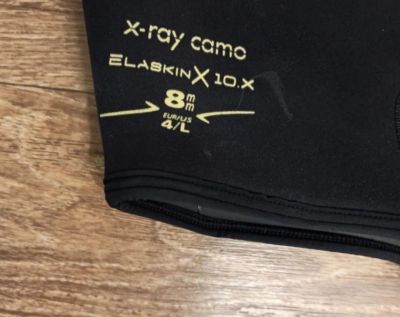 x-ray camo
ELASKIN X 10.X
8mm
EUR/US
4/L